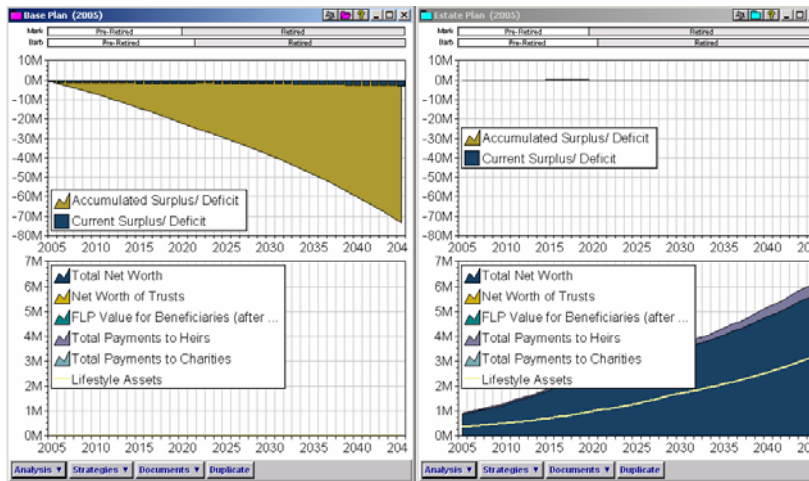 Base Plan (2005)
Mark Pre-Retired Retired
Barb Pre-Retired Retired
10M
0M
-10M
-20M
-30M
-40M
-50M
-60M
-70M
-80M
Accumulated Surplus/ Deficit
Current Surplus/ Deficit
2005 2010 2015 2020 2025 2030 2035 2040 204
7M
6M
5M
4M
3M
2M
1M
0M
Total Net Worth
Net Worth of Trusts
FLP Value for Beneficiaries (after ...
Total Payments to Heirs
Total Payments to Charities
Lifestyle Assets
2005 2010 2015 2020 2025 2030 2035 2040 204
Analysis Strategies Documents Duplicate
Estate Plan (2005)
Mark Pre-Retired Retired
Barb Pre-Retired Retired
10M
0M
-10M
-20M
-30M
-40M
-50M
-60M
-70M
-80M
Accumulated Surplus/ Deficit
Current Surplus/ Deficit
2005 2010 2015 2020 2025 2030 2035 2040 20
7M
6M
5M
4M
3M
2M
1M
0M
Total Net Worth
Net Worth of Trusts
FLP Value for Beneficiaries (after ...
Total Payments to Heirs
Total Payments to Charities
Lifestyle Assets
2005 2010 2015 2020 2025 2030 2035 2040 20
Analysis Strategies Documents Duplicate